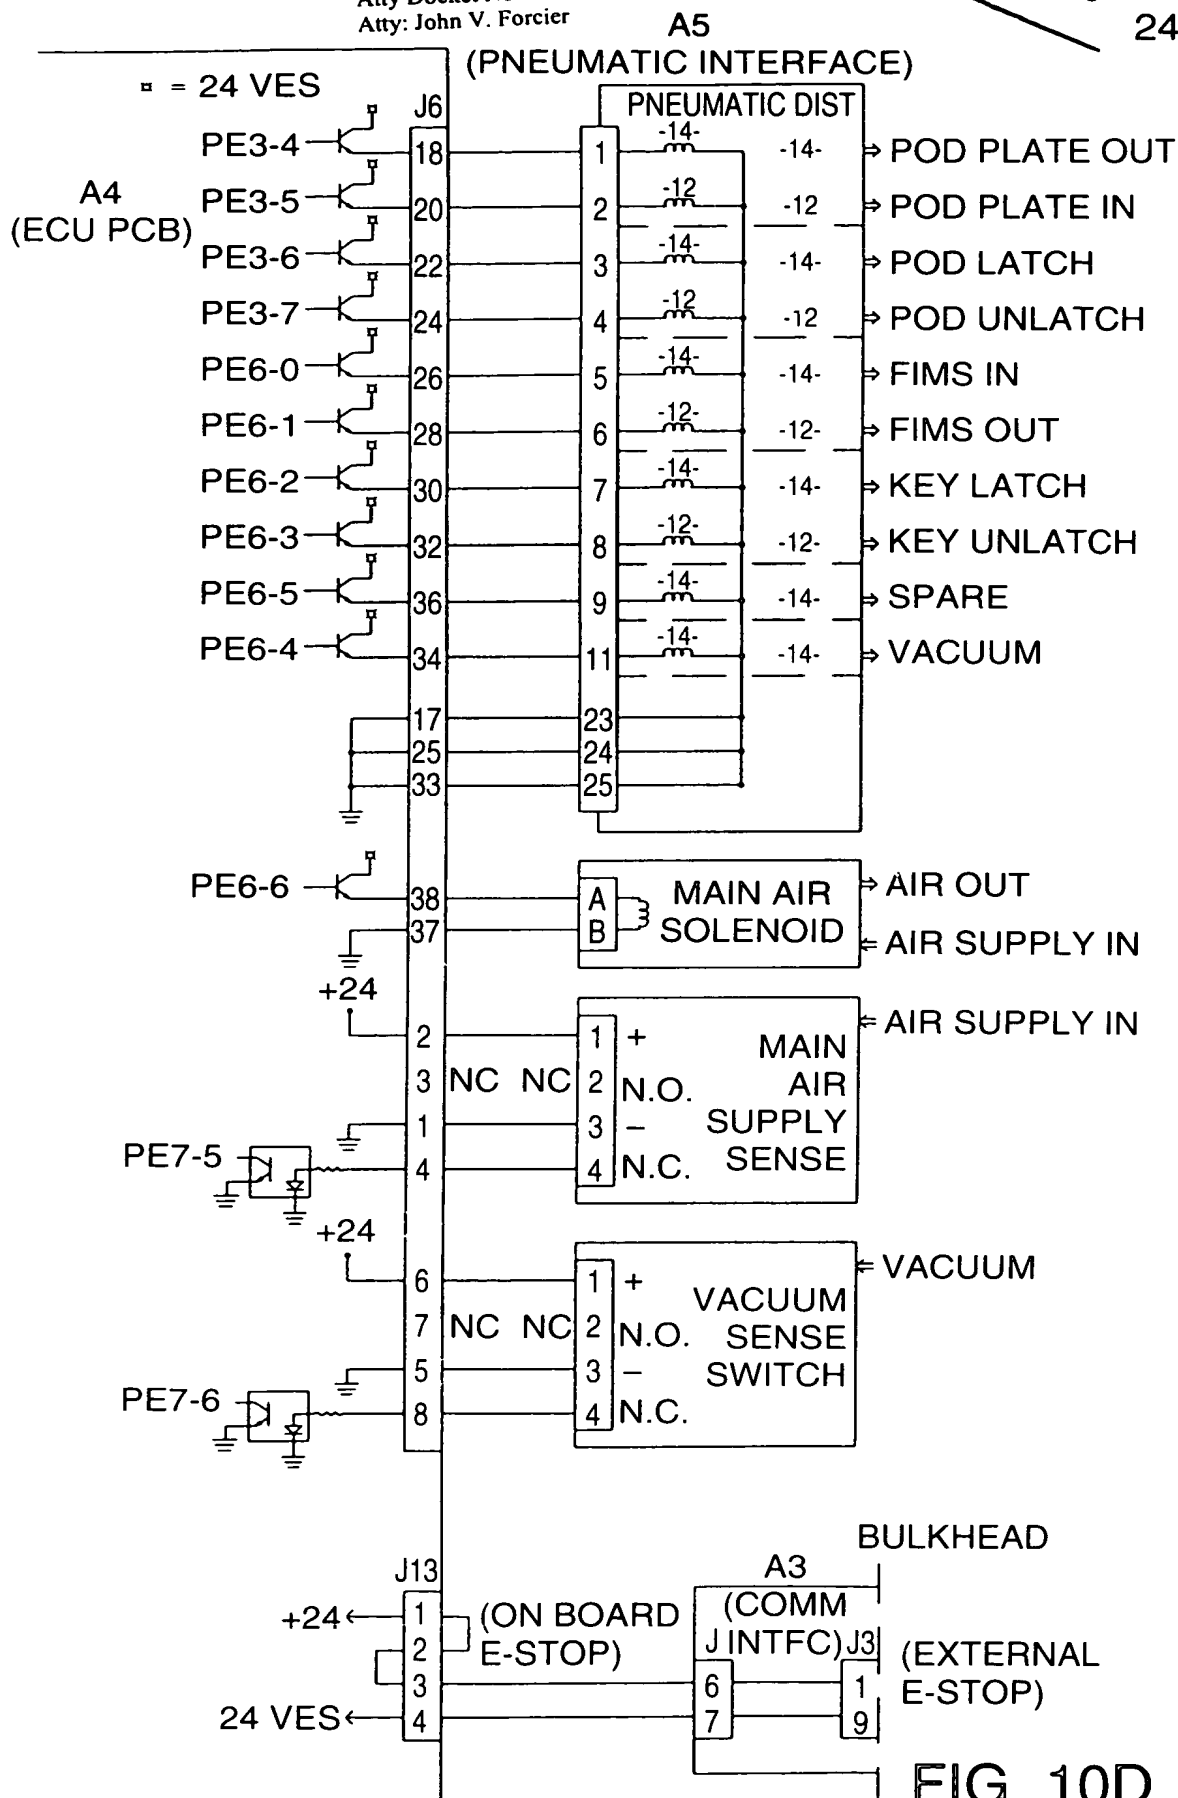 Atty: John V. Forcier
A5
24
(PNEUMATIC INTERFACE)
¤ = 24 VES
J6
PNEUMATIC DIST
A4
(ECU PCB)
PE3-4 18 1 -14- -14- ⇒ POD PLATE OUT
PE3-5 20 2 -12 -12 ⇒ POD PLATE IN
PE3-6 22 3 -14- -14- ⇒ POD LATCH
PE3-7 24 4 -12 -12 ⇒ POD UNLATCH
PE6-0 26 5 -14- -14- ⇒ FIMS IN
PE6-1 28 6 -12- -12- ⇒ FIMS OUT
PE6-2 30 7 -14- -14- ⇒ KEY LATCH
PE6-3 32 8 -12- -12- ⇒ KEY UNLATCH
PE6-5 36 9 -14- -14- ⇒ SPARE
PE6-4 34 11 -14- -14- ⇒ VACUUM
17 23
25 24
33 25
PE6-6 38 A
37 B
MAIN AIR
SOLENOID
⇒ AIR OUT
⇐ AIR SUPPLY IN
+24
2 1 +
3 NC NC 2 N.O.
1 3 –
PE7-5 4 4 N.C.
MAIN
AIR
SUPPLY
SENSE
⇐ AIR SUPPLY IN
+24
6 1 +
7 NC NC 2 N.O.
5 3 –
PE7-6 8 4 N.C.
VACUUM
SENSE
SWITCH
⇐ VACUUM
BULKHEAD
J13
A3
(COMM
INTFC)
J
J3
+24 1
2
3 6 1
24 VES 4 7 9
(ON BOARD
E-STOP)
(EXTERNAL
E-STOP)
FIG. 10D